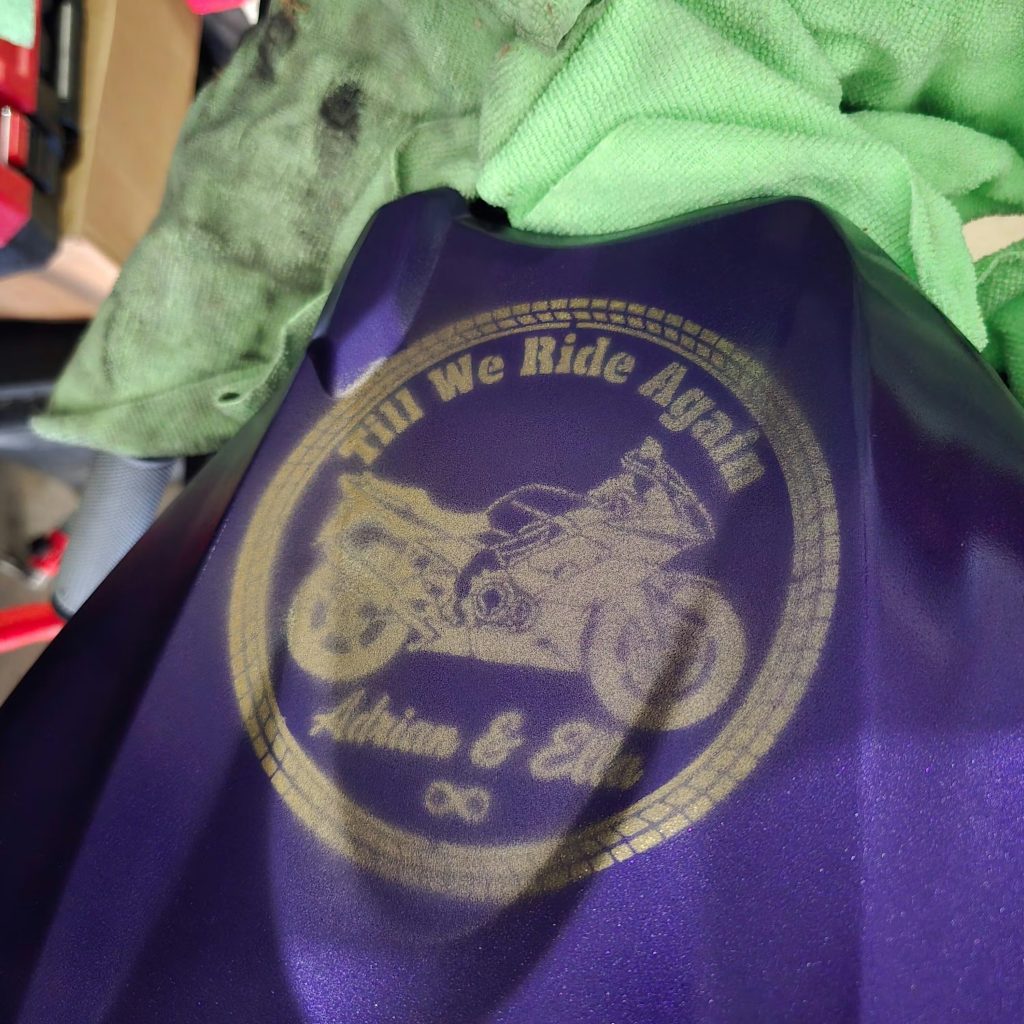 Till We Ride Again
Adrian &
∞